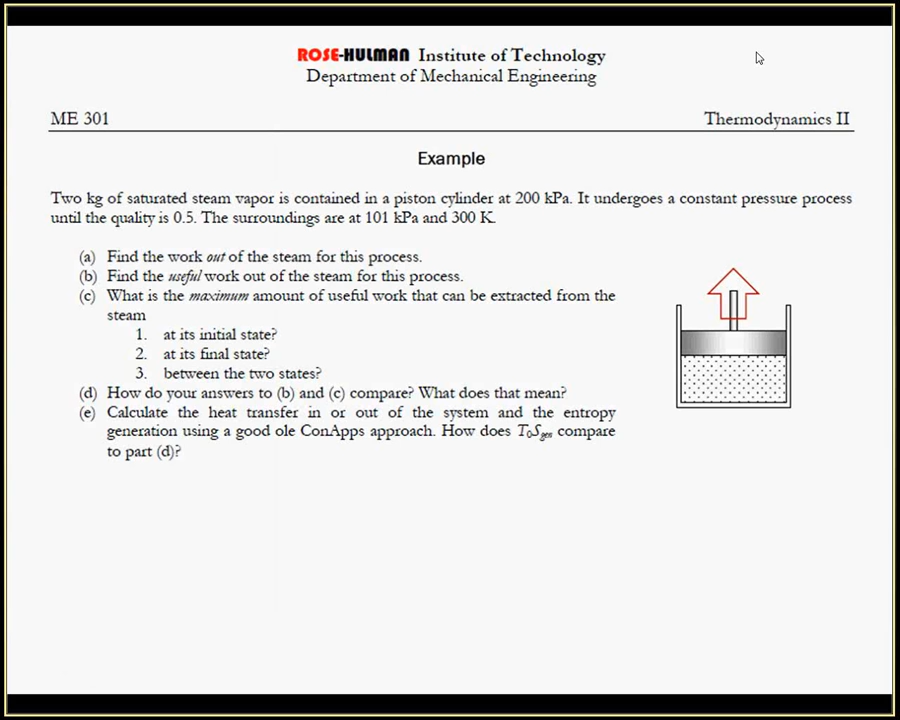 ROSE-HULMAN Institute of Technology
Department of Mechanical Engineering
ME 301 Thermodynamics II
Example
Two kg of saturated steam vapor is contained in a piston cylinder at 200 kPa. It undergoes a constant pressure process
until the quality is 0.5. The surroundings are at 101 kPa and 300 K.
(a) Find the work out of the steam for this process.
(b) Find the useful work out of the steam for this process.
(c) What is the maximum amount of useful work that can be extracted from the
steam
1. at its initial state?
2. at its final state?
3. between the two states?
(d) How do your answers to (b) and (c) compare? What does that mean?
(e) Calculate the heat transfer in or out of the system and the entropy
generation using a good ole ConApps approach. How does T₀Sgen compare
to part (d)?